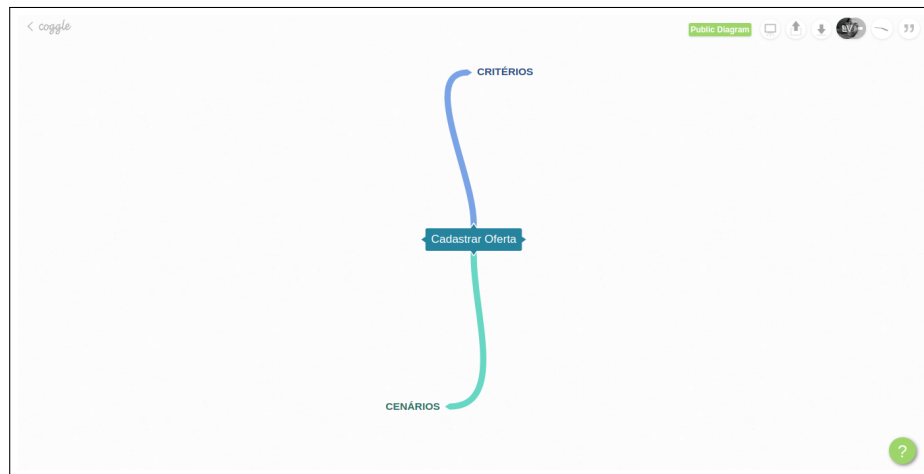 coggle
Public Diagram
CRITÉRIOS
Cadastrar Oferta
CENÁRIOS
?